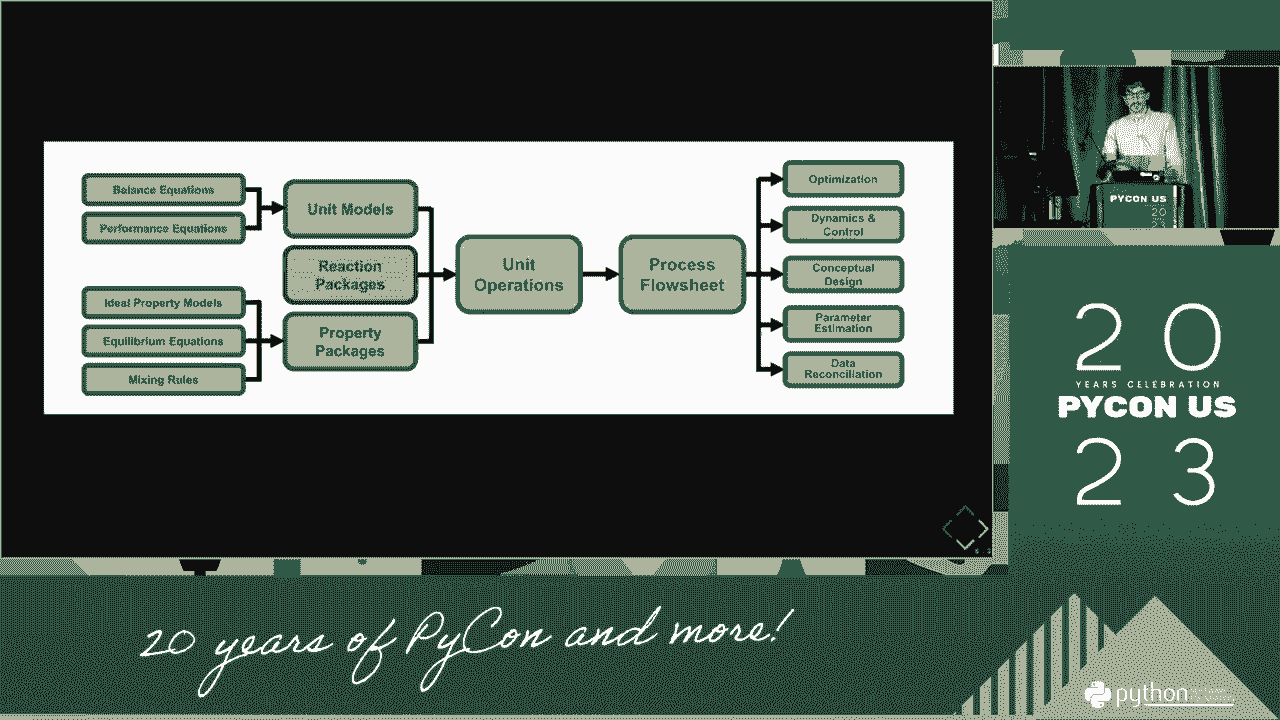 Balance Equations
Performance Equations
Ideal Property Models
Equilibrium Equations
Mixing Rules
Unit Models
Reaction
Packages
Property
Packages
Unit
Operations
Process
Flowsheet
Optimization
Dynamics &
Control
Conceptual
Design
Parameter
Estimation
Data
Reconciliation
PYCON US
20
23
20
YEARS CELEBRATION
PYCON US
23
20 years of PyCon and more!
python